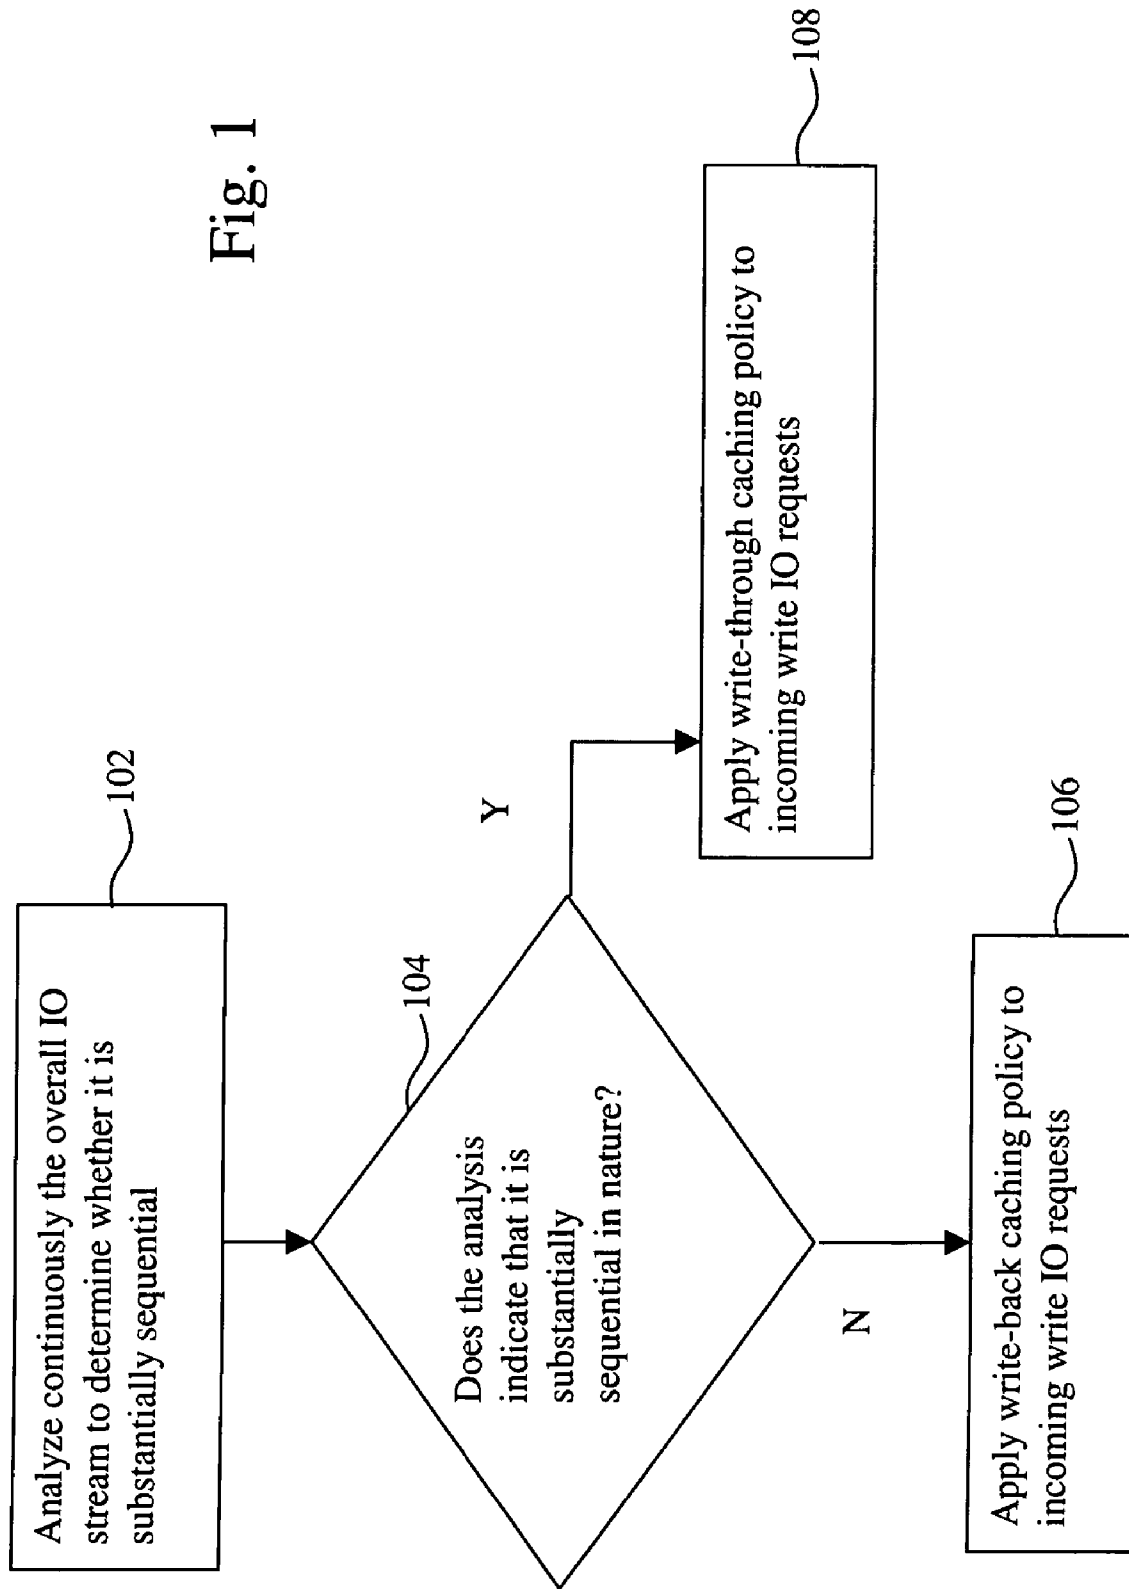 Fig. 1
Analyze continuously the overall IO
stream to determine whether it is
substantially sequential
102
Does the analysis
indicate that it is
substantially
sequential in nature?
104
Y
N
Apply write-through caching policy to
incoming write IO requests
108
Apply write-back caching policy to
incoming write IO requests
106